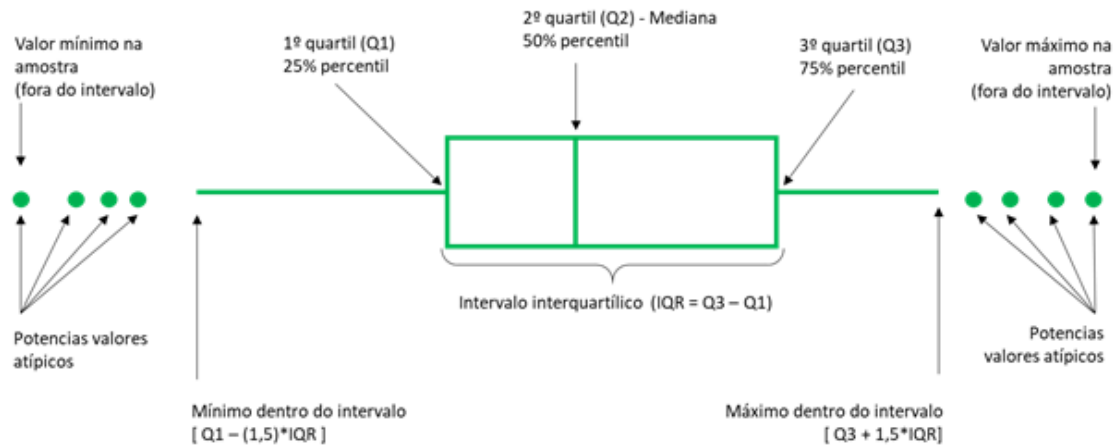 Valor mínimo na
amostra
(fora do intervalo)
1º quartil (Q1)
25% percentil
2º quartil (Q2) - Mediana
50% percentil
3º quartil (Q3)
75% percentil
Valor máximo na
amostra
(fora do intervalo)
Intervalo interquartílico (IQR = Q3 – Q1)
Potencias valores
atípicos
Potencias
valores atípicos
Mínimo dentro do intervalo
[ Q1 – (1,5)*IQR ]
Máximo dentro do intervalo
[ Q3 + 1,5*IQR]